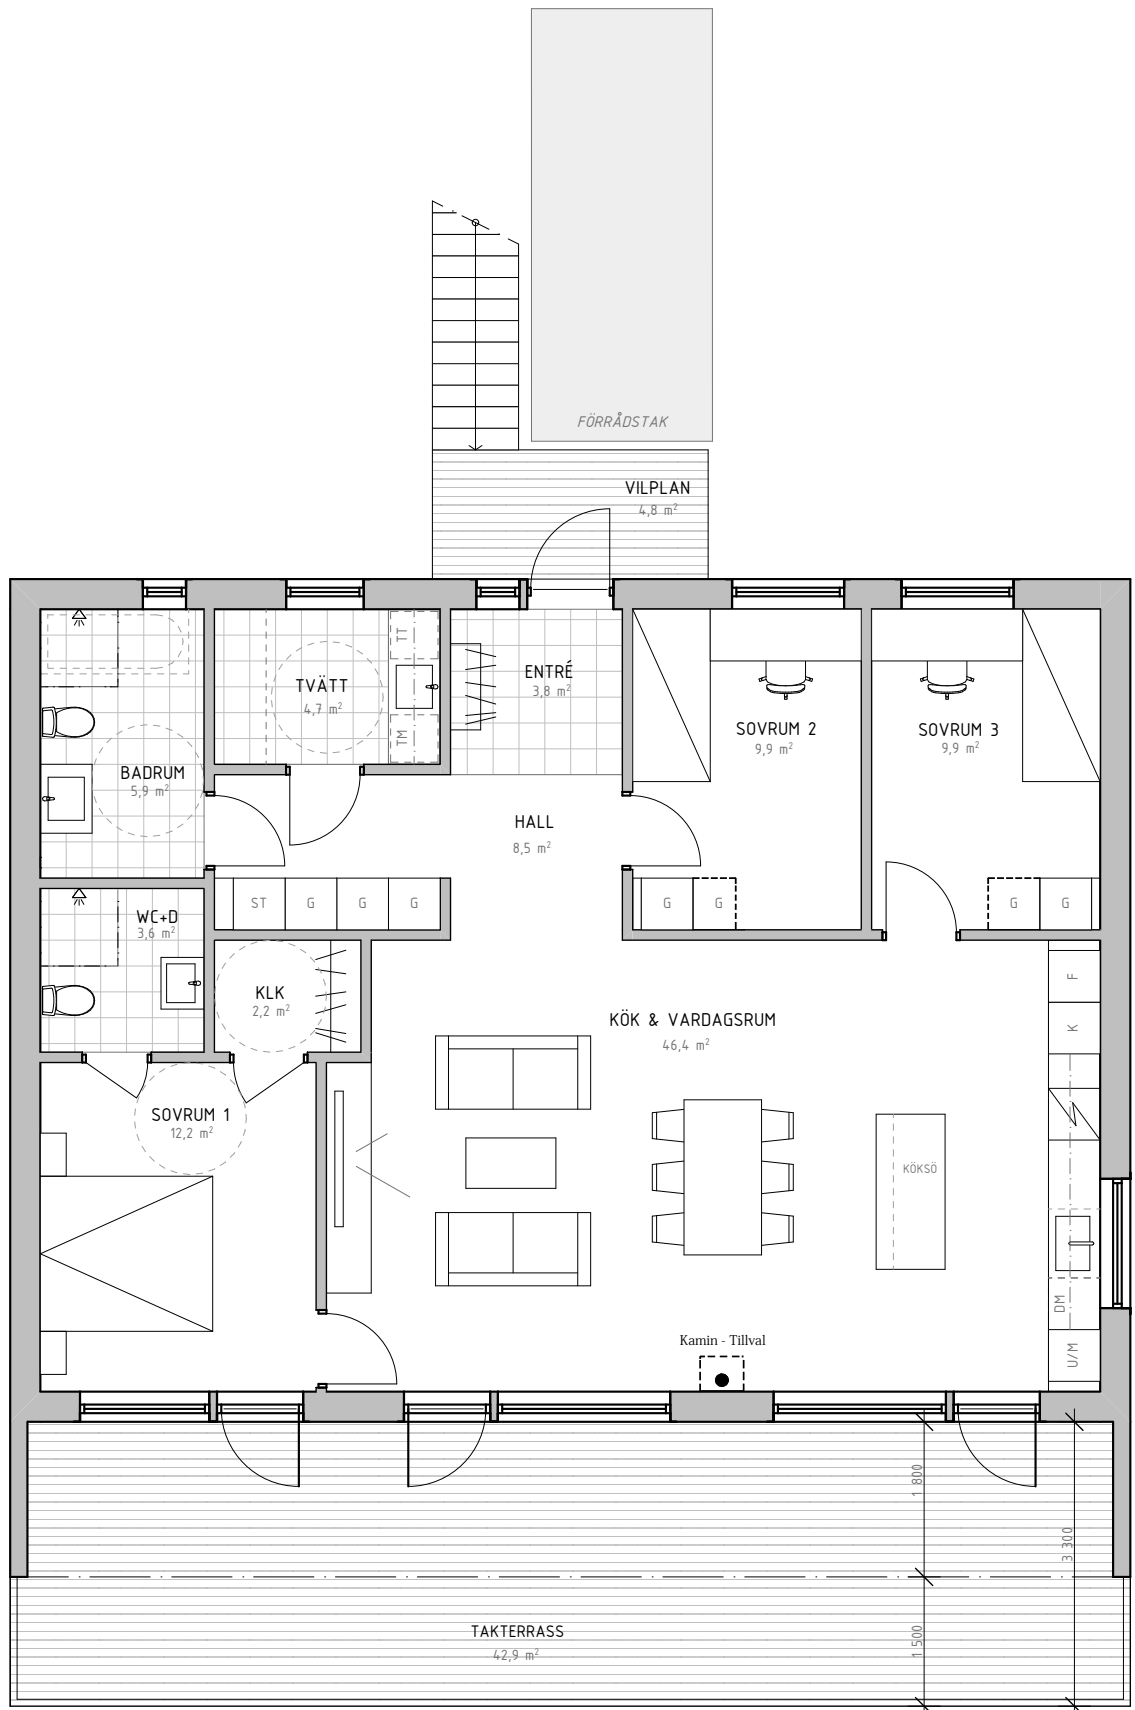 FÖRRÅDSTAK
VILPLAN
4,8 m²
TT
TVÄTT
4,7 m²
TM
ENTRÉ
3,8 m²
SOVRUM 2
9,9 m²
SOVRUM 3
9,9 m²
BADRUM
5,9 m²
HALL
8,5 m²
ST
G
G
G
G
G
G
G
WC+D
3,6 m²
KLK
2,2 m²
KÖK & VARDAGSRUM
46,4 m²
F
K
SOVRUM 1
12,2 m²
KÖKSÖ
DM
U/M
Kamin - Tillval
1 800
3 300
1 500
TAKTERRASS
42,9 m²